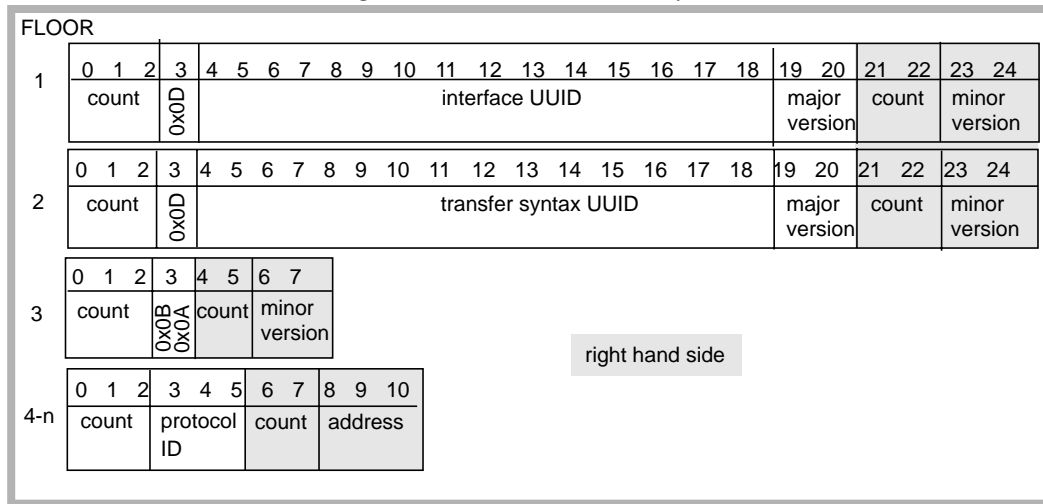 FLOOR
0 1 2 3 4 5 6 7 8 9 10 11 12 13 14 15 16 17 18 19 20 21 22 23 24
1
count 0x0D interface UUID major count minor
version version
0 1 2 3 4 5 6 7 8 9 10 11 12 13 14 15 16 17 18 19 20 21 22 23 24
2
count 0x0D transfer syntax UUID major count minor
version version
0 1 2 3 4 5 6 7
3
count 0x0B 0x0A count minor
version
right hand side
0 1 2 3 4 5 6 7 8 9 10
4-n
count protocol count address
ID